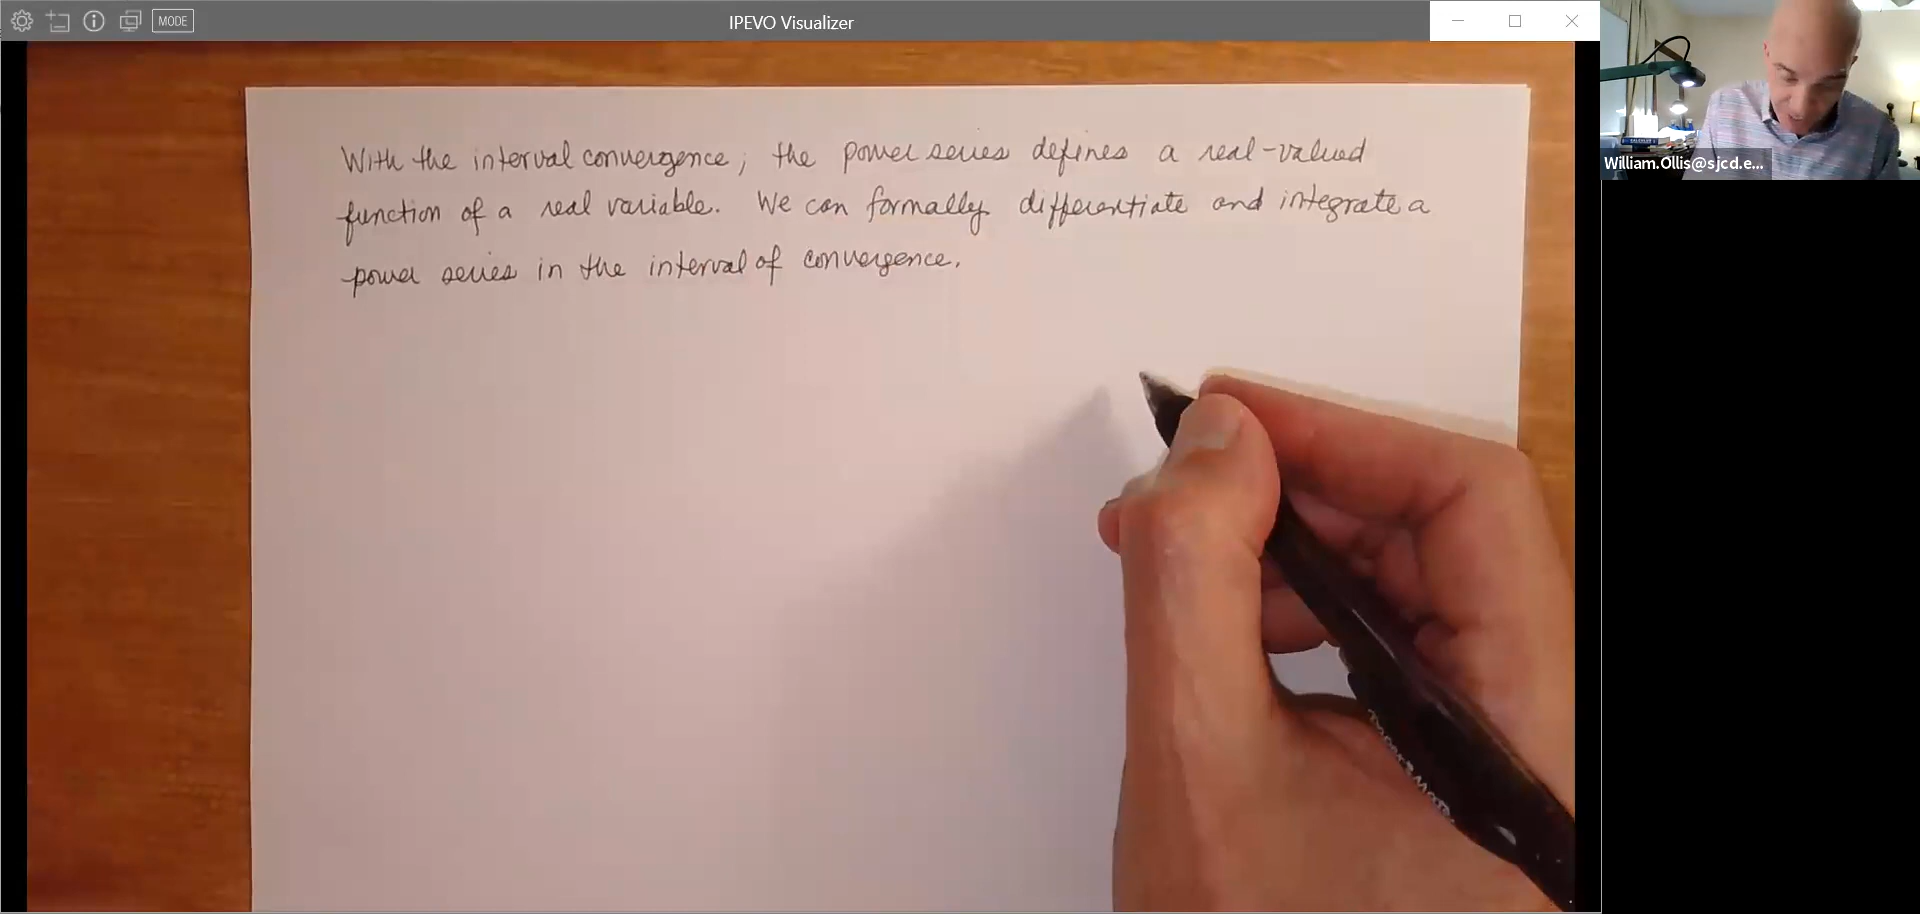 MODE
IPEVO Visualizer
With the interval convergence, the power series defines a real-valued
function of a real variable. We can formally differentiate and integrate a
power series in the interval of convergence.
William.Ollis@sjcd.e...